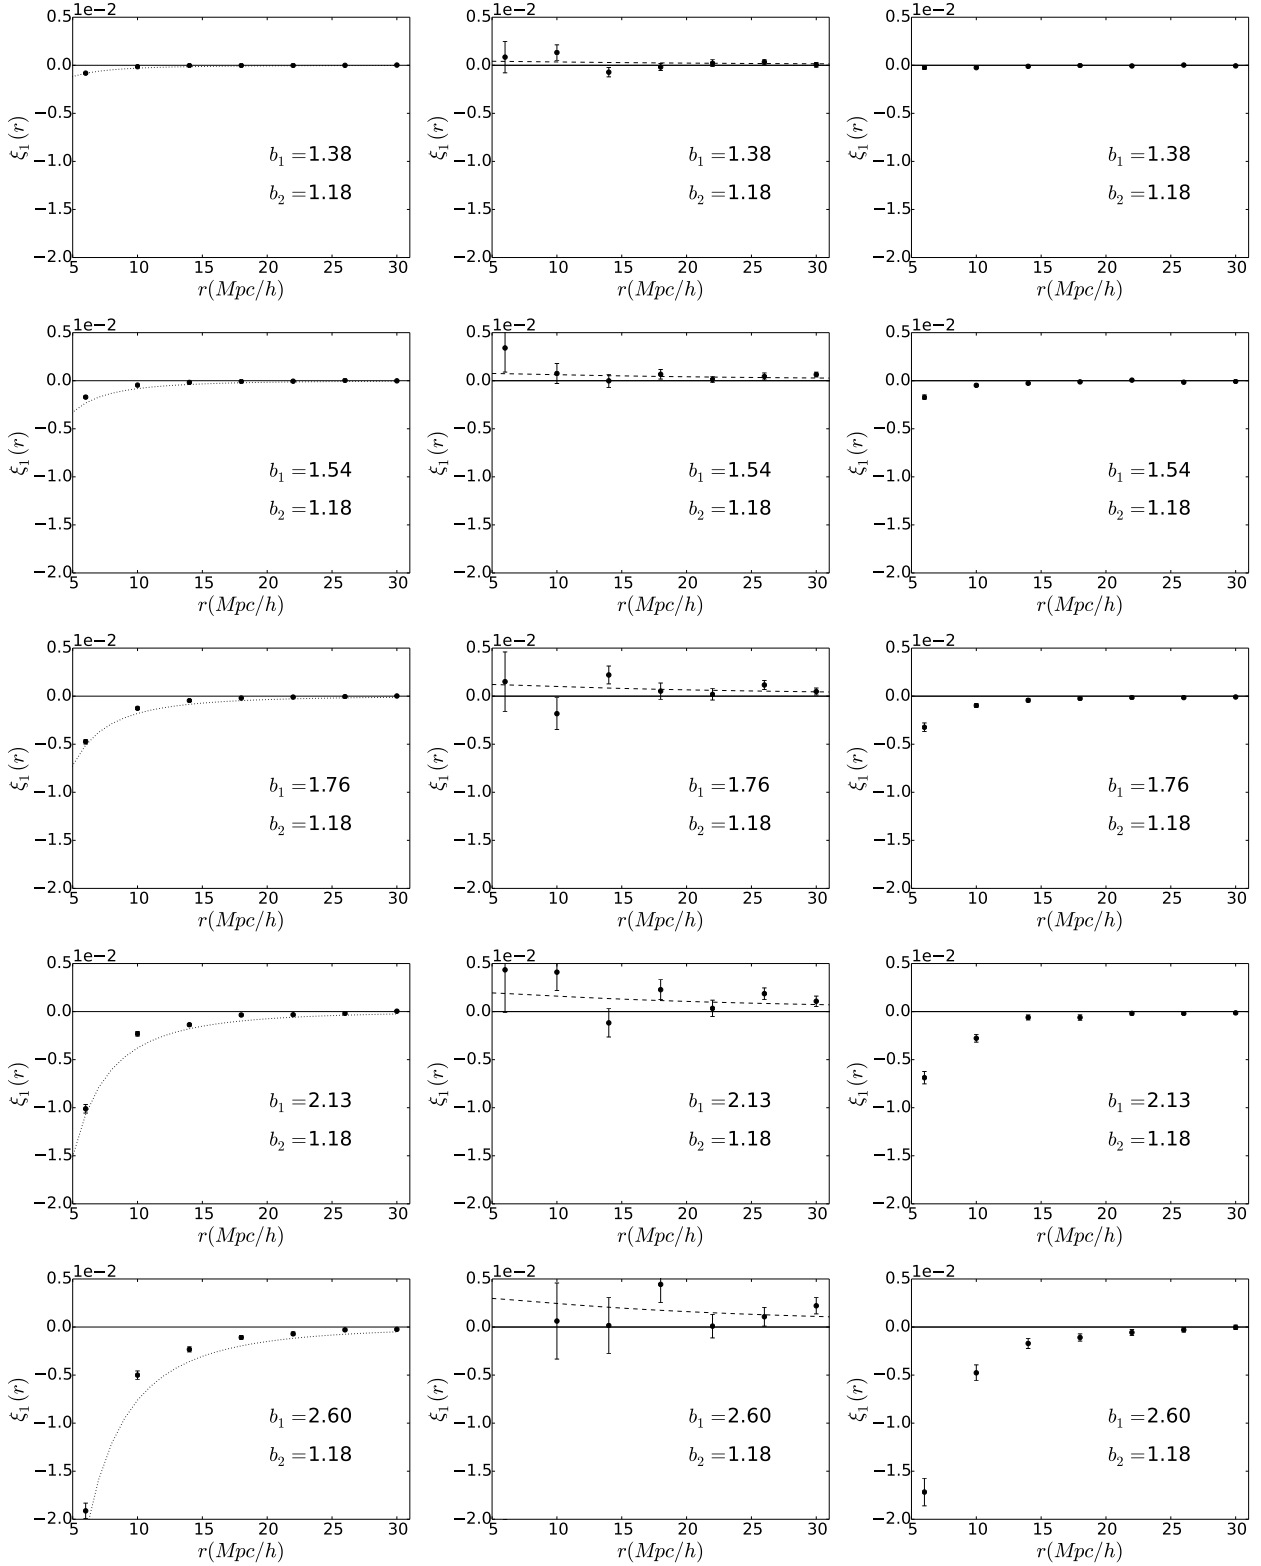 0.5 1e−2 0.5 1e−2 0.5 1e−2
0.0 0.0 0.0
−0.5 −0.5 −0.5
ξ₁(r) ξ₁(r) ξ₁(r)
−1.0 b₁ =1.38 −1.0 b₁ =1.38 −1.0 b₁ =1.38
−1.5 b₂ =1.18 −1.5 b₂ =1.18 −1.5 b₂ =1.18
−2.0 −2.0 −2.0
5 10 15 20 25 30 5 10 15 20 25 30 5 10 15 20 25 30
r(Mpc/h) r(Mpc/h) r(Mpc/h)
0.5 1e−2 0.5 1e−2 0.5 1e−2
0.0 0.0 0.0
−0.5 −0.5 −0.5
ξ₁(r) ξ₁(r) ξ₁(r)
−1.0 b₁ =1.54 −1.0 b₁ =1.54 −1.0 b₁ =1.54
−1.5 b₂ =1.18 −1.5 b₂ =1.18 −1.5 b₂ =1.18
−2.0 −2.0 −2.0
5 10 15 20 25 30 5 10 15 20 25 30 5 10 15 20 25 30
r(Mpc/h) r(Mpc/h) r(Mpc/h)
0.5 1e−2 0.5 1e−2 0.5 1e−2
0.0 0.0 0.0
−0.5 −0.5 −0.5
ξ₁(r) ξ₁(r) ξ₁(r)
−1.0 b₁ =1.76 −1.0 b₁ =1.76 −1.0 b₁ =1.76
−1.5 b₂ =1.18 −1.5 b₂ =1.18 −1.5 b₂ =1.18
−2.0 −2.0 −2.0
5 10 15 20 25 30 5 10 15 20 25 30 5 10 15 20 25 30
r(Mpc/h) r(Mpc/h) r(Mpc/h)
0.5 1e−2 0.5 1e−2 0.5 1e−2
0.0 0.0 0.0
−0.5 −0.5 −0.5
ξ₁(r) ξ₁(r) ξ₁(r)
−1.0 b₁ =2.13 −1.0 b₁ =2.13 −1.0 b₁ =2.13
−1.5 b₂ =1.18 −1.5 b₂ =1.18 −1.5 b₂ =1.18
−2.0 −2.0 −2.0
5 10 15 20 25 30 5 10 15 20 25 30 5 10 15 20 25 30
r(Mpc/h) r(Mpc/h) r(Mpc/h)
0.5 1e−2 0.5 1e−2 0.5 1e−2
0.0 0.0 0.0
−0.5 −0.5 −0.5
ξ₁(r) ξ₁(r) ξ₁(r)
−1.0 b₁ =2.60 −1.0 b₁ =2.60 −1.0 b₁ =2.60
−1.5 b₂ =1.18 −1.5 b₂ =1.18 −1.5 b₂ =1.18
−2.0 −2.0 −2.0
5 10 15 20 25 30 5 10 15 20 25 30 5 10 15 20 25 30
r(Mpc/h) r(Mpc/h) r(Mpc/h)